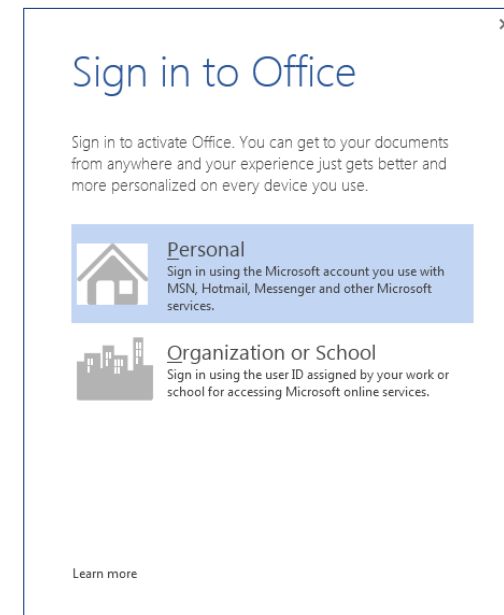 Sign in to Office
Sign in to activate Office. You can get to your documents
from anywhere and your experience just gets better and
more personalized on every device you use.
Personal
Sign in using the Microsoft account you use with
MSN, Hotmail, Messenger and other Microsoft
services.
Organization or School
Sign in using the user ID assigned by your work or
school for accessing Microsoft online services.
Learn more